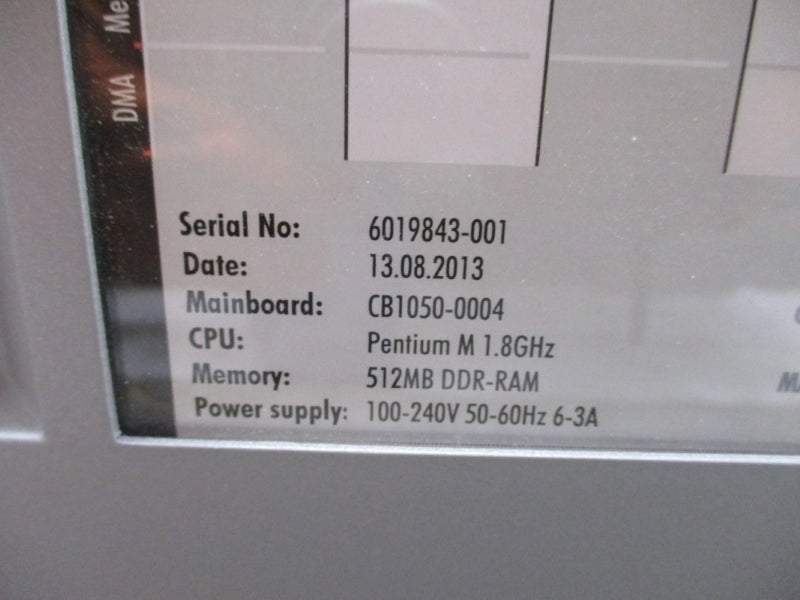 Me
DMA
Serial No: 6019843-001
Date: 13.08.2013
Mainboard: CB1050-0004
CPU: Pentium M 1.8GHz
Memory: 512MB DDR-RAM
Power supply: 100-240V 50-60Hz 6-3A